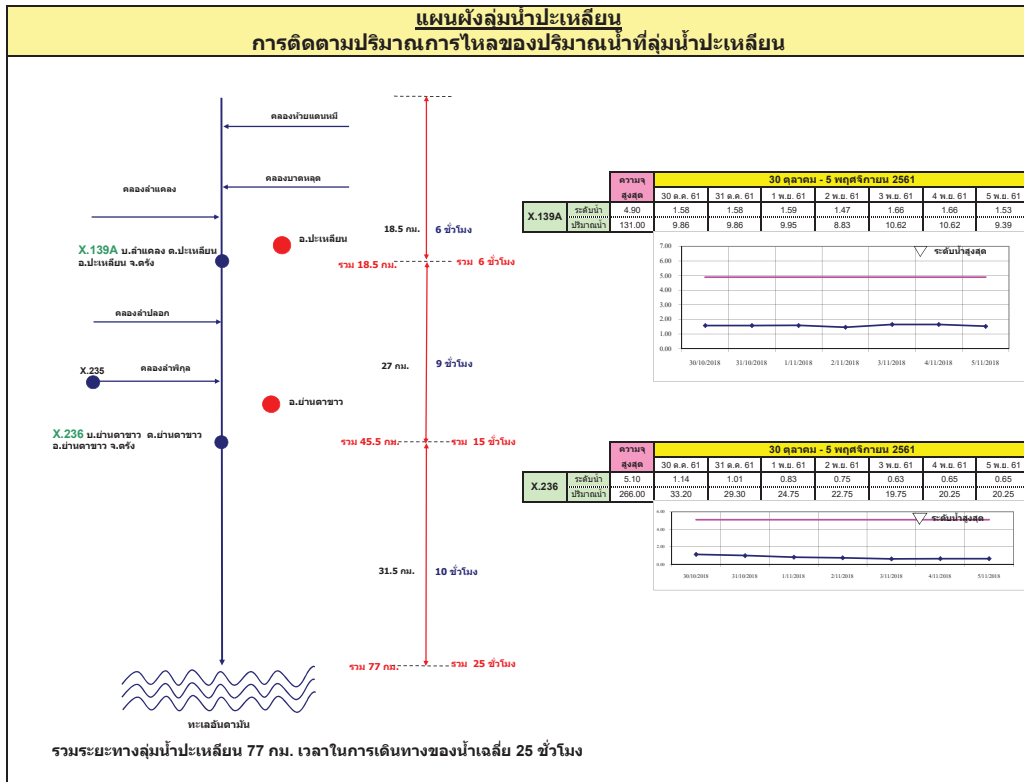 แผนผังลุ่มน้ำปะเหลียน
การติดตามปริมาณการไหลของปริมาณน้ำที่ลุ่มน้ำปะเหลียน
คลองห้วยแดนหมี
คลองบาดหลุด
คลองลำแคลง
18.5 กม.
6 ชั่วโมง
อ.ปะเหลียน
X.139A บ.ลำแคลง ต.ปะเหลียน
อ.ปะเหลียน จ.ตรัง
รวม 18.5 กม.
รวม 6 ชั่วโมง
คลองลำปลอก
27 กม.
9 ชั่วโมง
X.235
คลองลำพิกุล
อ.ย่านตาขาว
X.236 บ.ย่านตาขาว ต.ย่านตาขาว
อ.ย่านตาขาว จ.ตรัง
รวม 45.5 กม.
รวม 15 ชั่วโมง
31.5 กม.
10 ชั่วโมง
รวม 77 กม.
รวม 25 ชั่วโมง
ทะเลอันดามัน
รวมระยะทางลุ่มน้ำปะเหลียน 77 กม. เวลาในการเดินทางของน้ำเฉลี่ย 25 ชั่วโมง
ความจุ 30 ตุลาคม - 5 พฤศจิกายน 2561
สูงสุด 30 ต.ค. 61 31 ต.ค. 61 1 พ.ย. 61 2 พ.ย. 61 3 พ.ย. 61 4 พ.ย. 61 5 พ.ย. 61
X.139A
ระดับน้ำ 4.90 1.58 1.58 1.59 1.47 1.66 1.66 1.53
ปริมาณน้ำ 131.00 9.86 9.86 9.95 8.83 10.62 10.62 9.39
ระดับน้ำสูงสุด
7.00
6.00
5.00
4.00
3.00
2.00
1.00
0.00
30/10/2018 31/10/2018 1/11/2018 2/11/2018 3/11/2018 4/11/2018 5/11/2018
ความจุ 30 ตุลาคม - 5 พฤศจิกายน 2561
สูงสุด 30 ต.ค. 61 31 ต.ค. 61 1 พ.ย. 61 2 พ.ย. 61 3 พ.ย. 61 4 พ.ย. 61 5 พ.ย. 61
X.236
ระดับน้ำ 5.10 1.14 1.01 0.83 0.75 0.63 0.65 0.65
ปริมาณน้ำ 266.00 33.20 29.30 24.75 22.75 19.75 20.25 20.25
ระดับน้ำสูงสุด
6.00
4.00
2.00
0.00
30/10/2018 31/10/2018 1/11/2018 2/11/2018 3/11/2018 4/11/2018 5/11/2018